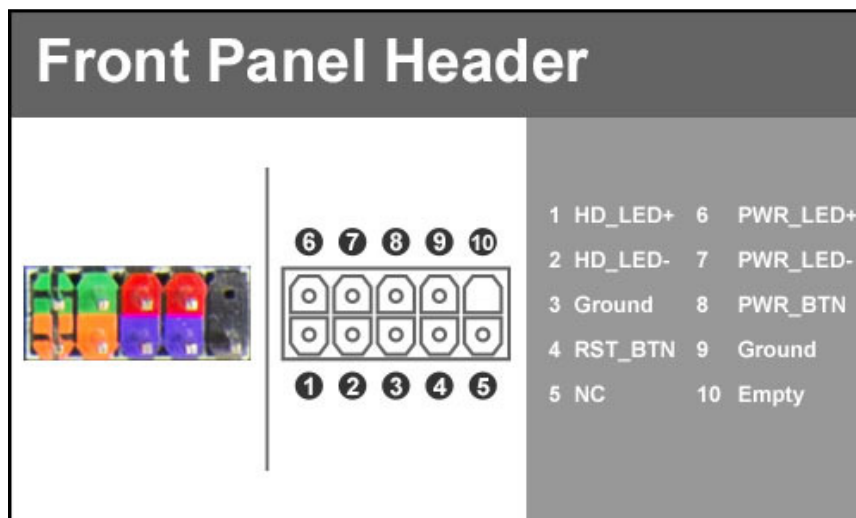 Front Panel Header
6 7 8 9 10
1 2 3 4 5
1 HD_LED+ 6 PWR_LED+
2 HD_LED- 7 PWR_LED-
3 Ground 8 PWR_BTN
4 RST_BTN 9 Ground
5 NC 10 Empty